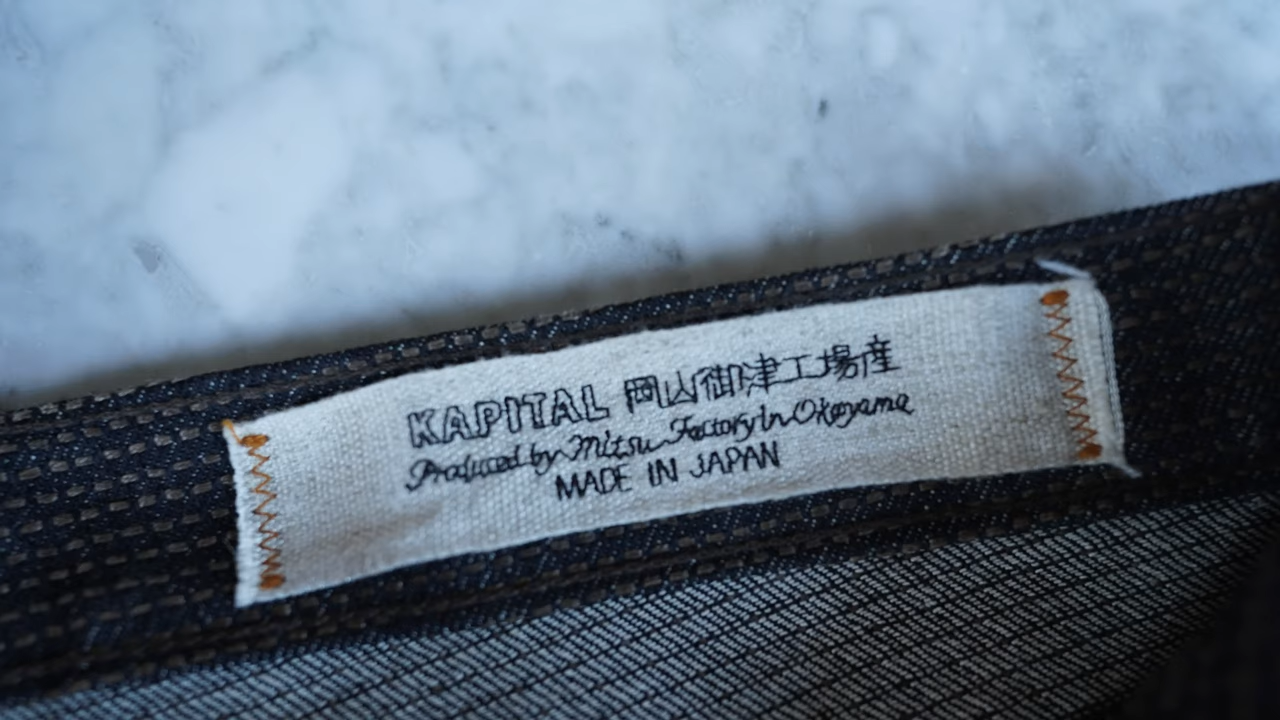 KAPITAL 岡山御津工場産
Produced by Mitsu Factory In Okayama
MADE IN JAPAN